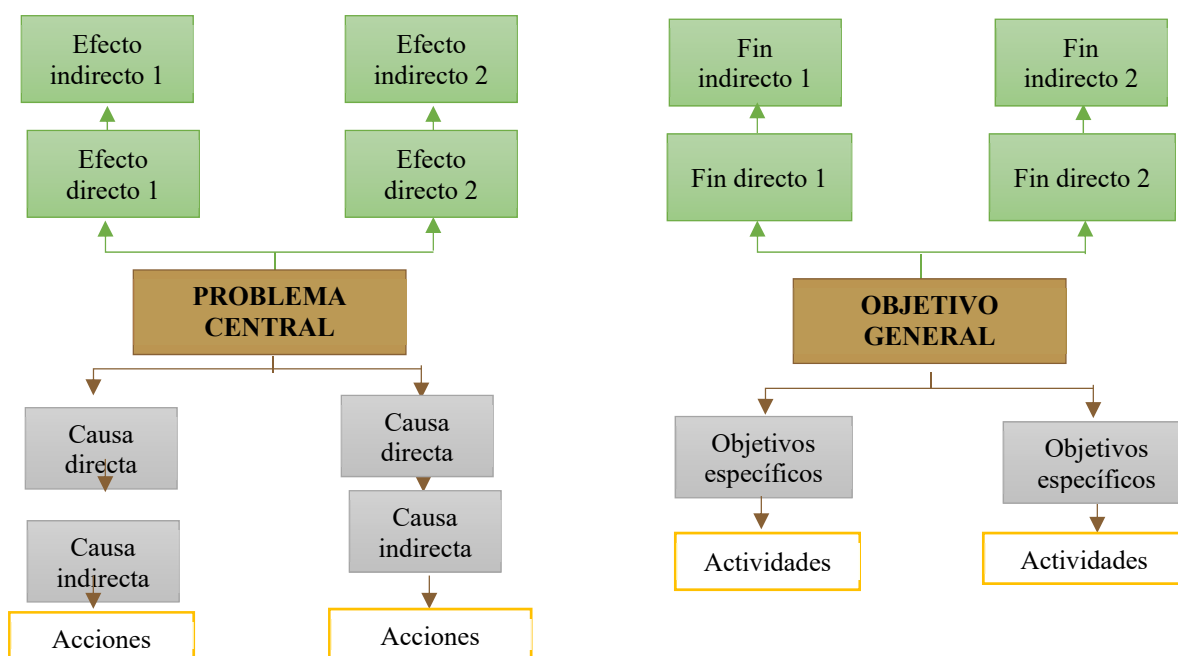 Efecto
indirecto 1
Efecto
indirecto 2
Efecto
directo 1
Efecto
directo 2
PROBLEMA
CENTRAL
Causa
directa
Causa
directa
Causa
indirecta
Causa
indirecta
Acciones
Acciones
Fin
indirecto 1
Fin
indirecto 2
Fin directo 1
Fin directo 2
OBJETIVO
GENERAL
Objetivos
específicos
Objetivos
específicos
Actividades
Actividades